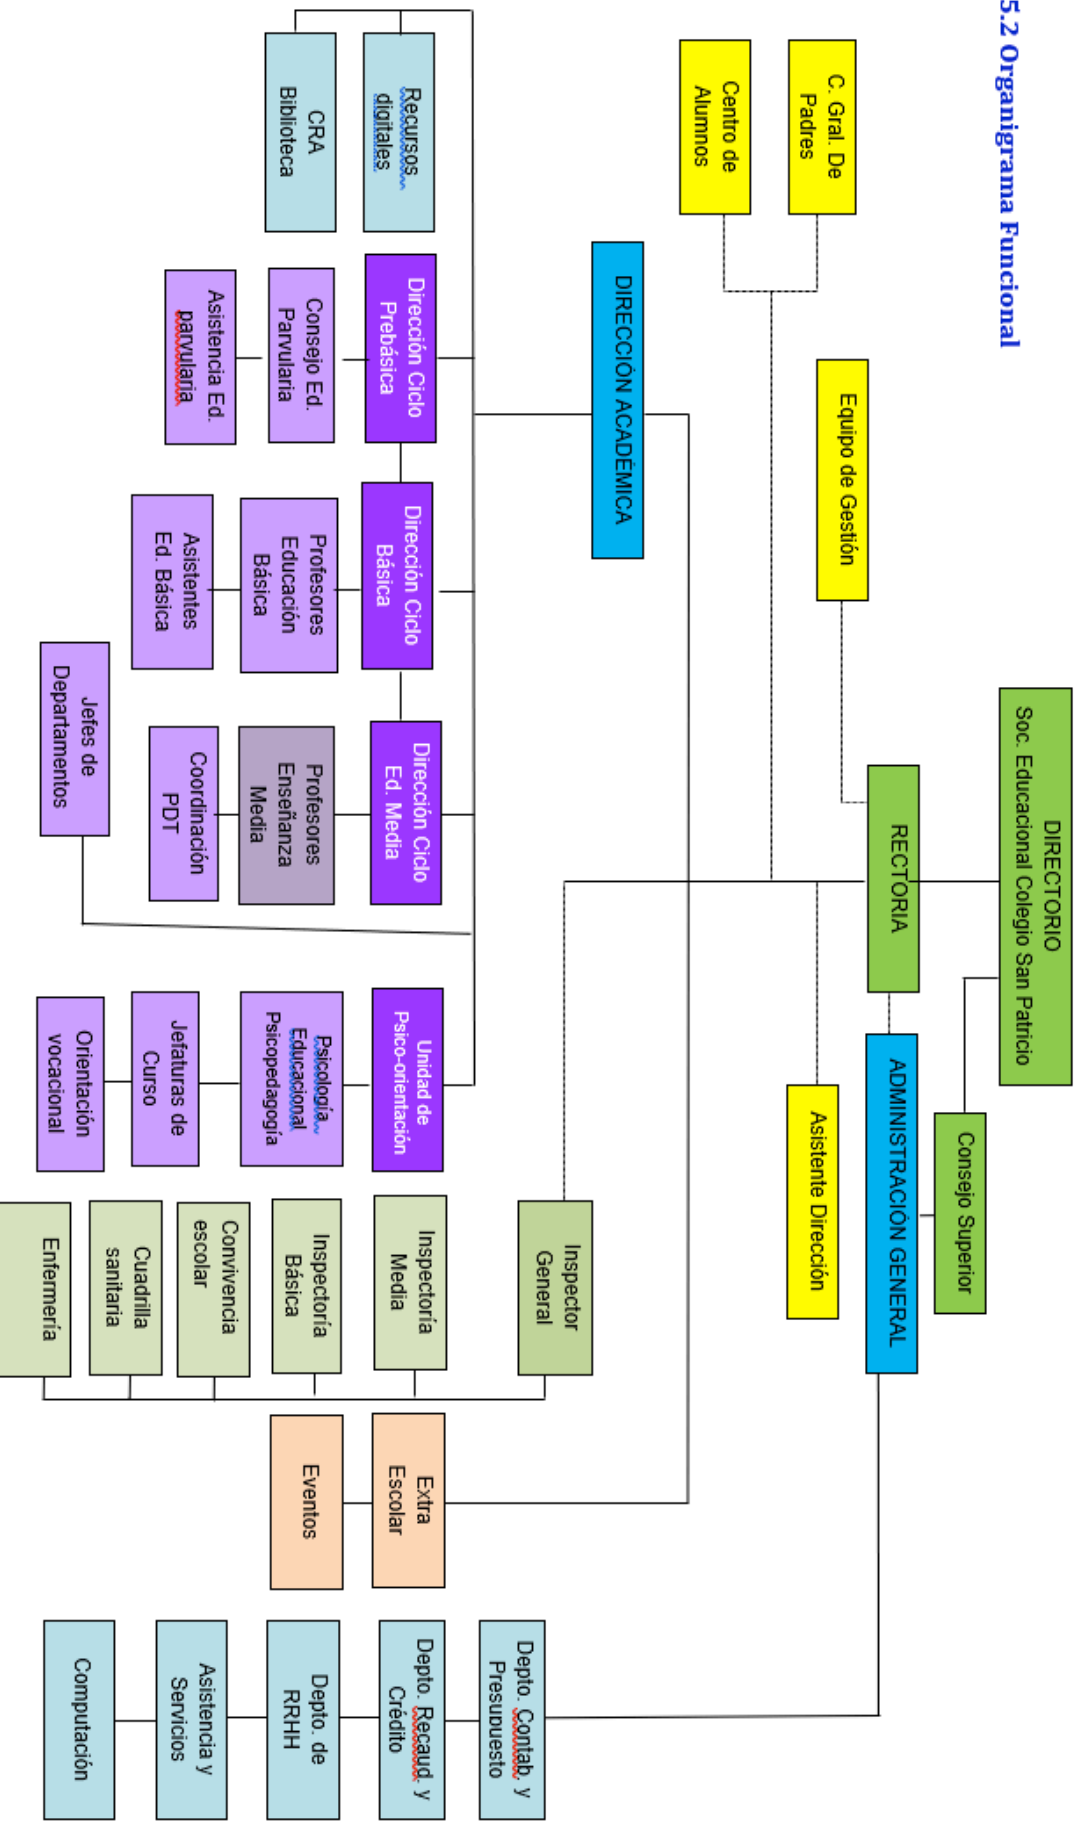 5.2 Organigrama Funcional
DIRECTORIO
Soc. Educacional Colegio San Patricio
Consejo Superior
RECTORIA
ADMINISTRACIÓN GENERAL
Equipo de Gestión
Asistente Dirección
C. Gral. De
Padres
Centro de
Alumnos
DIRECCIÓN ACADÉMICA
Inspector
General
Recursos
digitales
CRA
Biblioteca
Dirección Ciclo
Prebásica
Consejo Ed.
Parvularia
Asistencia Ed.
parvularia
Dirección Ciclo
Básica
Profesores
Educación
Básica
Asistentes
Ed. Básica
Dirección Ciclo
Ed. Media
Profesores
Enseñanza
Media
Coordinación
PDT
Jefes de
Departamentos
Unidad de
Psico-orientación
Psicología
Educacional
Psicopedagogía
Jefaturas de
Curso
Orientación
vocacional
Inspectoría
Media
Inspectoría
Básica
Convivencia
escolar
Cuadrilla
sanitaria
Enfermería
Extra
Escolar
Eventos
Depto. Contab. y
Presupuesto
Depto. Recaud. y
Crédito
Depto. de
RRHH
Asistencia y
Servicios
Computación